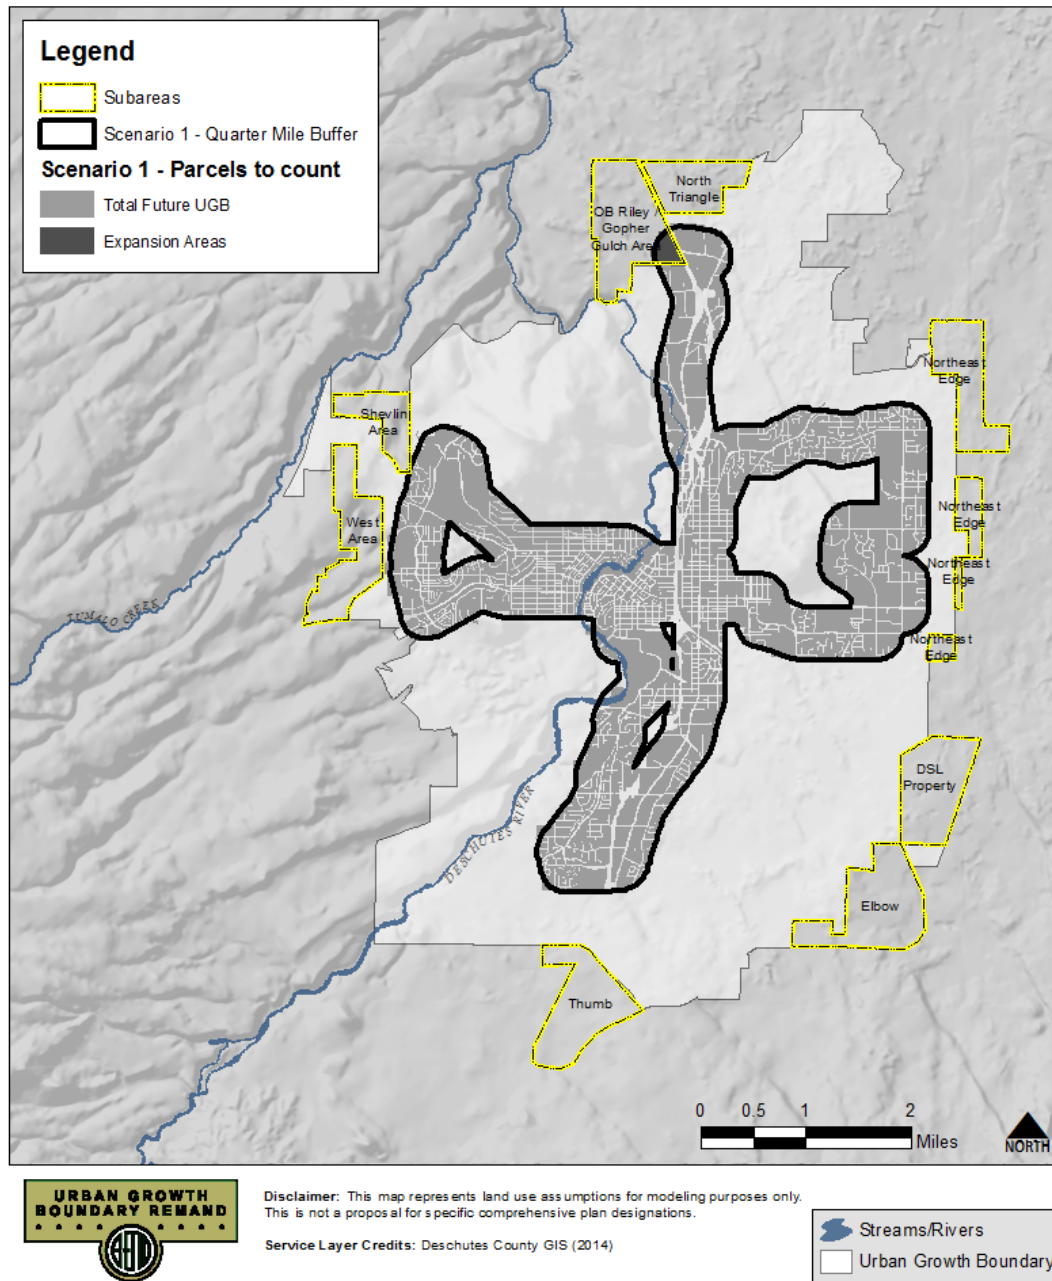 Legend
Subareas
Scenario 1 - Quarter Mile Buffer
Scenario 1 - Parcels to count
Total Future UGB
Expansion Areas
North
Triangle
OB Riley /
Gopher
Gulch Area
Northeast
Edge
Shevlin
Area
West
Area
Northeast
Edge
Northeast
Edge
Northeast
Edge
TUMALO CREEK
DSL
Property
DESCHUTES RIVER
Elbow
Thumb
0 0.5 1 2
Miles
NORTH
URBAN GROWTH
BOUNDARY REMAND
BEND
Disclaimer: This map represents land use assumptions for modeling purposes only.
This is not a proposal for specific comprehensive plan designations.
Service Layer Credits: Deschutes County GIS (2014)
Streams/Rivers
Urban Growth Boundary